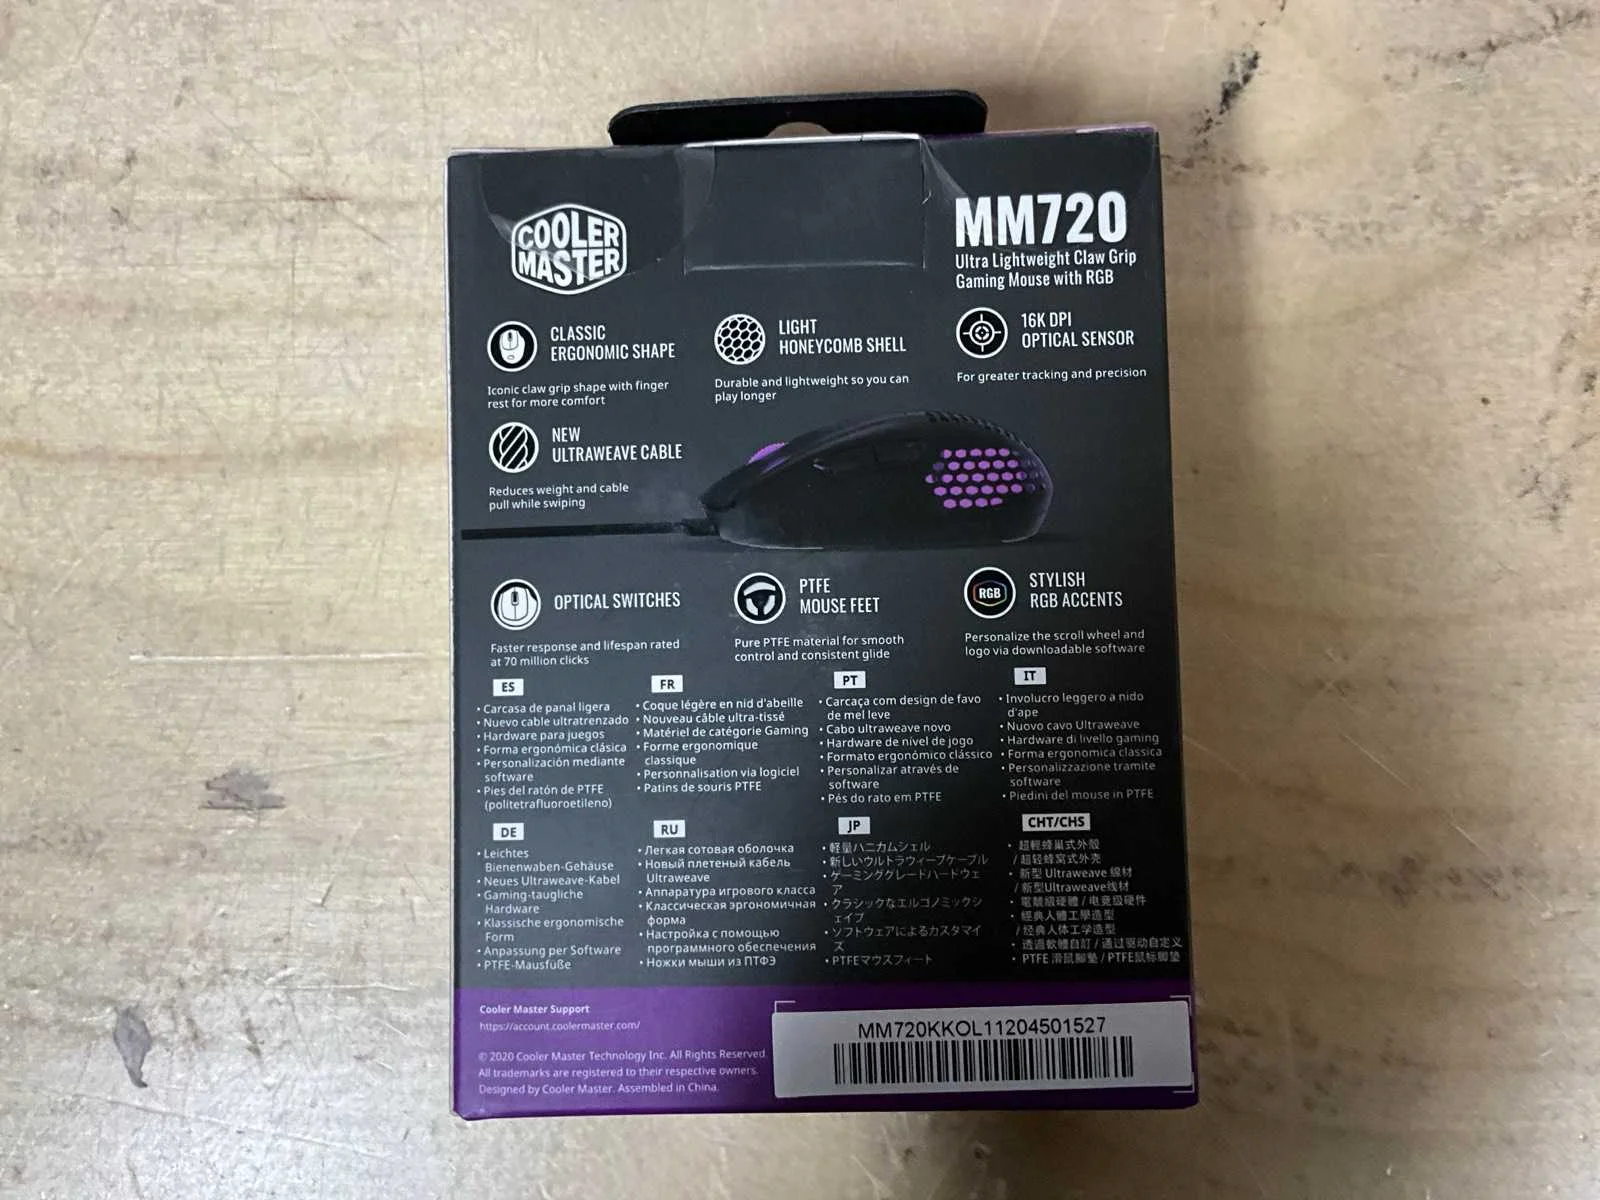 COOLER
MASTER
MM720
Ultra Lightweight Claw Grip
Gaming Mouse with RGB
CLASSIC
ERGONOMIC SHAPE
Iconic claw grip shape with finger
rest for more comfort
LIGHT
HONEYCOMB SHELL
Durable and lightweight so you can
play longer
16K DPI
OPTICAL SENSOR
For greater tracking and precision
NEW
ULTRAWEAVE CABLE
Reduces weight and cable
pull while swiping
OPTICAL SWITCHES
Faster response and lifespan rated
at 70 million clicks
PTFE
MOUSE FEET
Pure PTFE material for smooth
control and consistent glide
RGB
STYLISH
RGB ACCENTS
Personalize the scroll wheel and
logo via downloadable software
ES
• Carcasa de panal ligera
• Nuevo cable ultratrenzado
• Hardware para juegos
• Forma ergonómica clásica
• Personalización mediante
software
• Pies del ratón de PTFE
(politetrafluoroetileno)
FR
• Coque légère en nid d'abeille
• Nouveau câble ultra-tissé
• Matériel de catégorie Gaming
• Forme ergonomique
classique
• Personnalisation via logiciel
• Patins de souris PTFE
PT
• Carcaça com design de favo
de mel leve
• Cabo ultraweave novo
• Hardware de nível de jogo
• Formato ergonómico clássico
• Personalizar através de
software
• Pés do rato em PTFE
IT
• Involucro leggero a nido
d'ape
• Nuovo cavo Ultraweave
• Hardware di livello gaming
• Forma ergonomica classica
• Personalizzazione tramite
software
• Piedini del mouse in PTFE
DE
• Leichtes
Bienenwaben-Gehäuse
• Neues Ultraweave-Kabel
• Gaming-taugliche
Hardware
• Klassische ergonomische
Form
• Anpassung per Software
• PTFE-Mausfuße
RU
• Легкая сотовая оболочка
• Новый плетеный кабель
Ultraweave
• Аппаратура игрового класса
• Классическая эргономичная
форма
• Настройка с помощью
программного обеспечения
• Ножки мыши из ПТФЭ
JP
• 軽量ハニカムシェル
• 新しいウルトラウィーブケーブル
• ゲーミンググレードハードウェ
ア
• クラシックなエルゴノミックシ
ェイプ
• ソフトウェアによるカスタマイ
ズ
• PTFEマウスフィート
CHT/CHS
• 超輕蜂巢式外殼
/ 超轻蜂窝式外壳
• 新型 Ultraweave 線材
/ 新型Ultraweave线材
• 電競級硬體 / 电竞级硬件
• 經典人體工學造型
/ 经典人体工学造型
• 透過軟體自訂 / 通过驱动自定义
• PTFE 滑鼠腳墊 / PTFE鼠标脚垫
Cooler Master Support
https://account.coolermaster.com/
© 2020 Cooler Master Technology Inc. All Rights Reserved.
All trademarks are registered to their respective owners.
Designed by Cooler Master. Assembled in China.
MM720KKOL11204501527